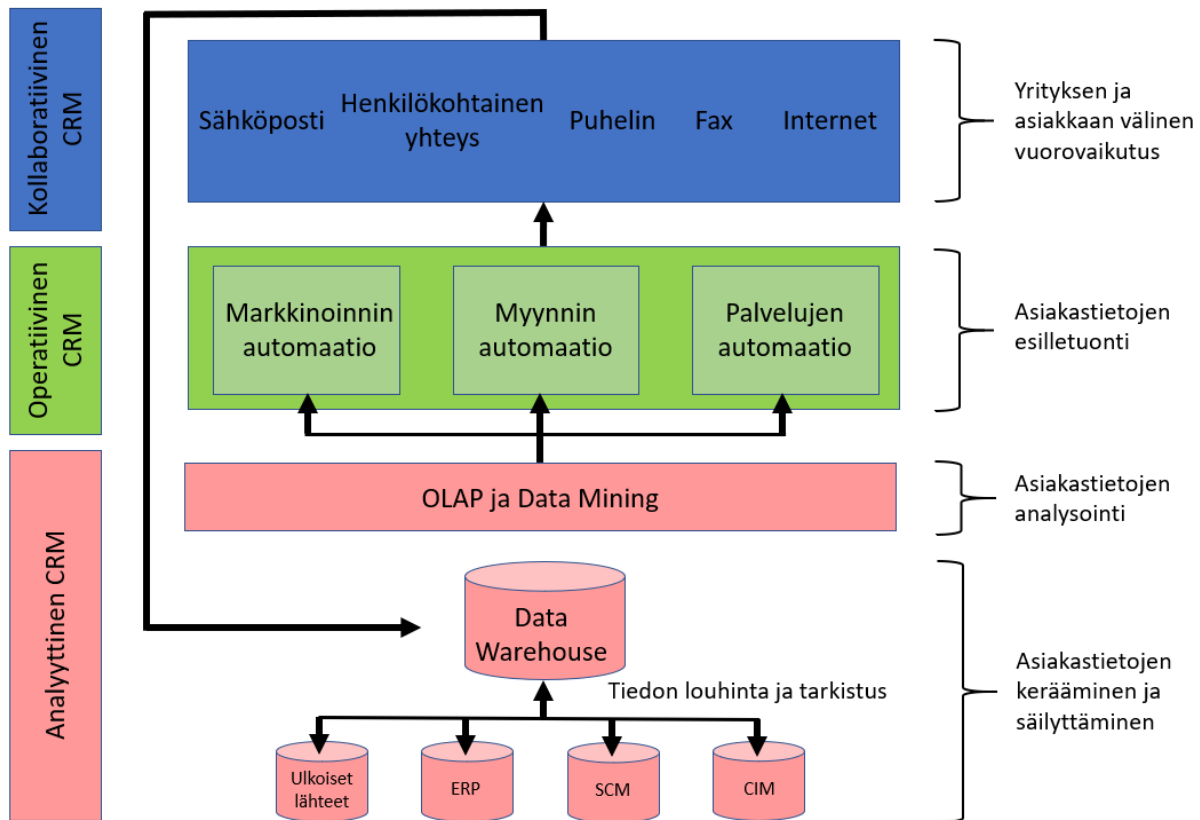 Kollaboratiivinen
CRM
Sähköposti
Henkilökohtainen
yhteys
Puhelin
Fax
Internet
Yrityksen ja
asiakkaan välinen
vuorovaikutus
Operatiivinen
CRM
Markkinoinnin
automaatio
Myynnin
automaatio
Palvelujen
automaatio
Asiakastietojen
esilletuonti
Analyyttinen CRM
OLAP ja Data Mining
Asiakastietojen
analysointi
Data
Warehouse
Tiedon louhinta ja tarkistus
Asiakastietojen
kerääminen ja
säilyttäminen
Ulkoiset
lähteet
ERP
SCM
CIM